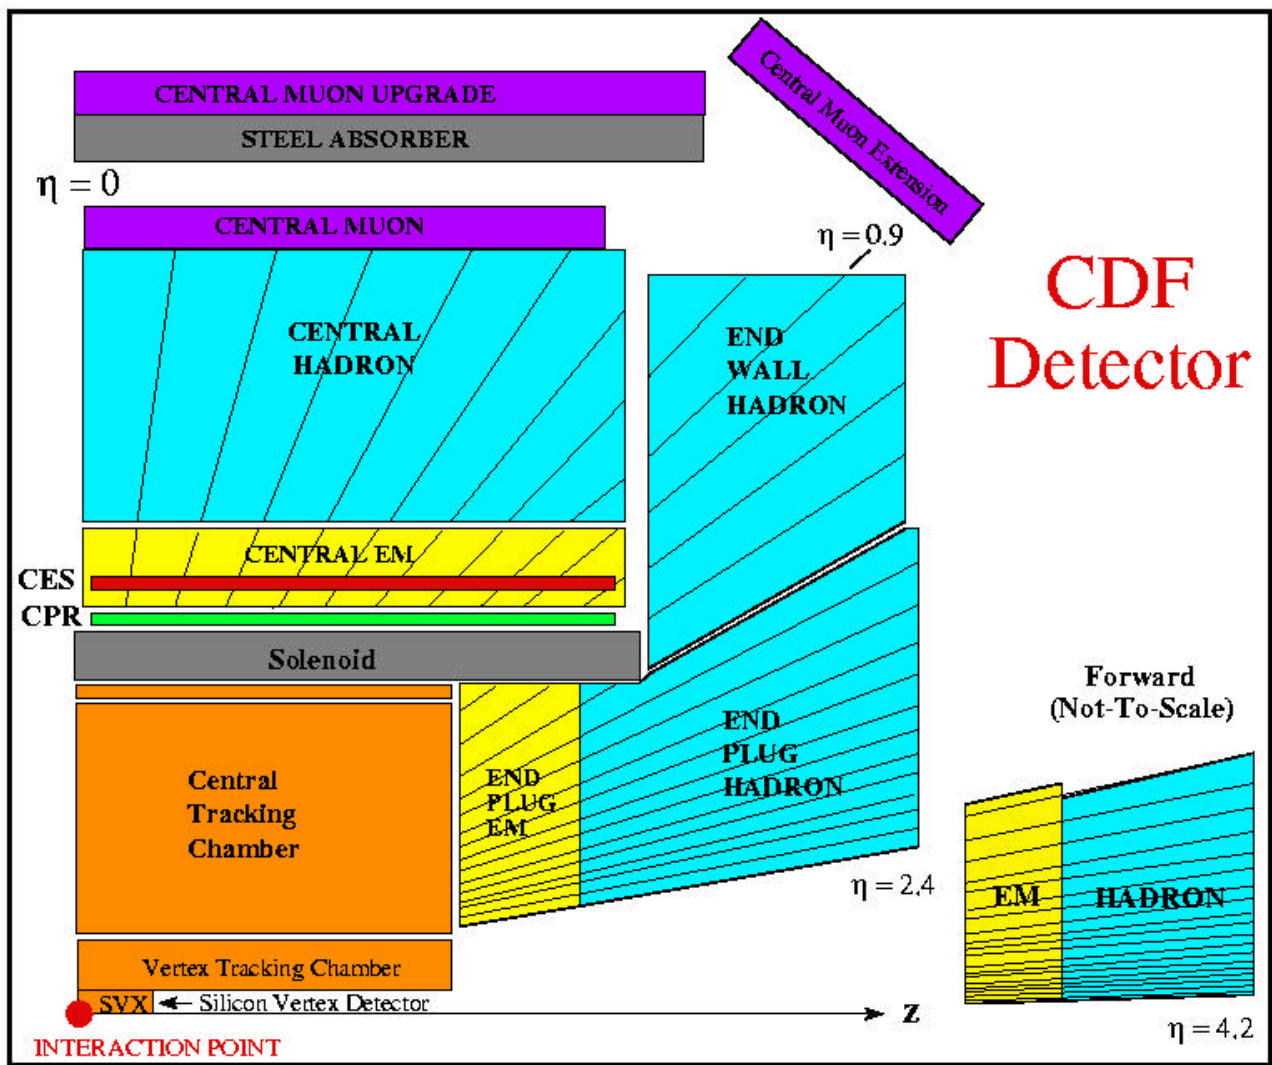 CENTRAL MUON UPGRADE
STEEL ABSORBER
η = 0
CENTRAL MUON
Central Muon Extension
η = 0.9
CDF
Detector
CENTRAL
HADRON
END
WALL
HADRON
CENTRAL EM
CES
CPR
Solenoid
Forward
(Not-To-Scale)
Central
Tracking
Chamber
END
PLUG
EM
END
PLUG
HADRON
η = 2.4
EM
HADRON
Vertex Tracking Chamber
SVX
Silicon Vertex Detector
Z
η = 4.2
INTERACTION POINT